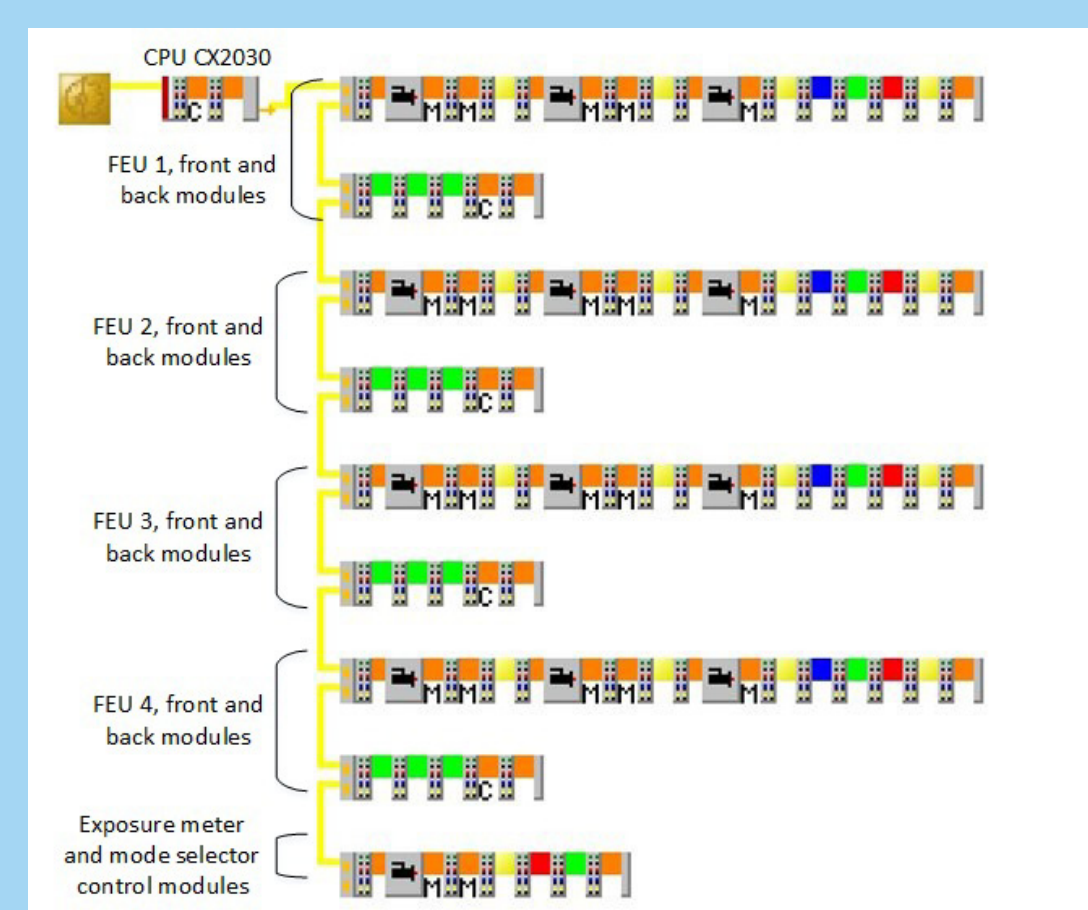 CPU CX2030
C
M M M M M
FEU 1, front and
back modules
C
M M M M M
FEU 2, front and
back modules
C
M M M M M
FEU 3, front and
back modules
C
M M M M M
FEU 4, front and
back modules
C
Exposure meter
and mode selector
control modules
M M